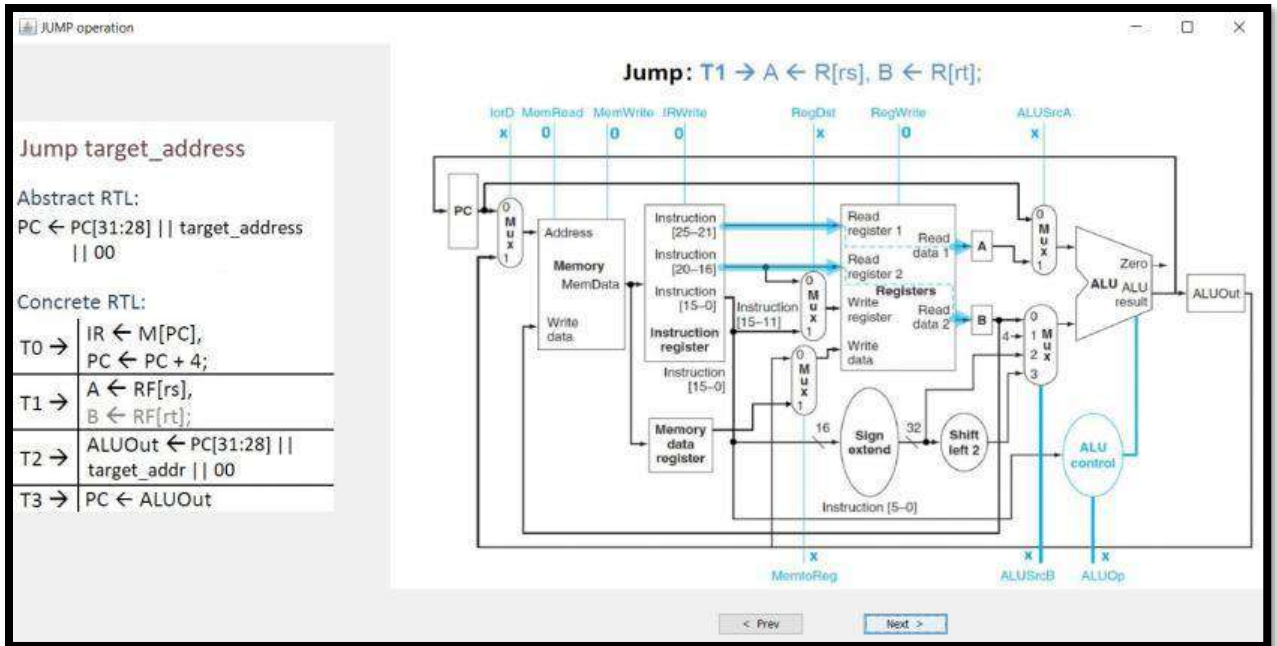 JUMP operation
Jump: T1 → A ← R[rs], B ← R[rt];
Jump target_address
Abstract RTL:
PC ← PC[31:28] || target_address
|| 00
Concrete RTL:
T0 → IR ← M[PC],
PC ← PC + 4;
T1 → A ← RF[rs],
B ← RF[rt];
T2 → ALUOut ← PC[31:28] ||
target_addr || 00
T3 → PC ← ALUOut
IorD MemRead MemWrite IRWrite RegDst RegWrite ALUSrcA
x 0 0 0 x 0 x
PC
0
M
u
x
1
Address
Memory
MemData
Write
data
Instruction
[25–21]
Instruction
[20–16]
Instruction
[15–0]
Instruction
register
Instruction
[15–11]
Instruction
[15–0]
Memory
data
register
0
M
u
x
1
0
M
u
x
1
Read
register 1
Read
data 1
Read
register 2
Registers
Write
register
Read
data 2
Write
data
16
Sign
extend
32
Shift
left 2
Instruction [5–0]
A
B
4
0
M
u
x
1
0
1 M
u
2 x
3
Zero
ALU ALU
result
ALUOut
ALU
control
x x x
MemtoReg ALUSrcB ALUOp
< Prev Next >